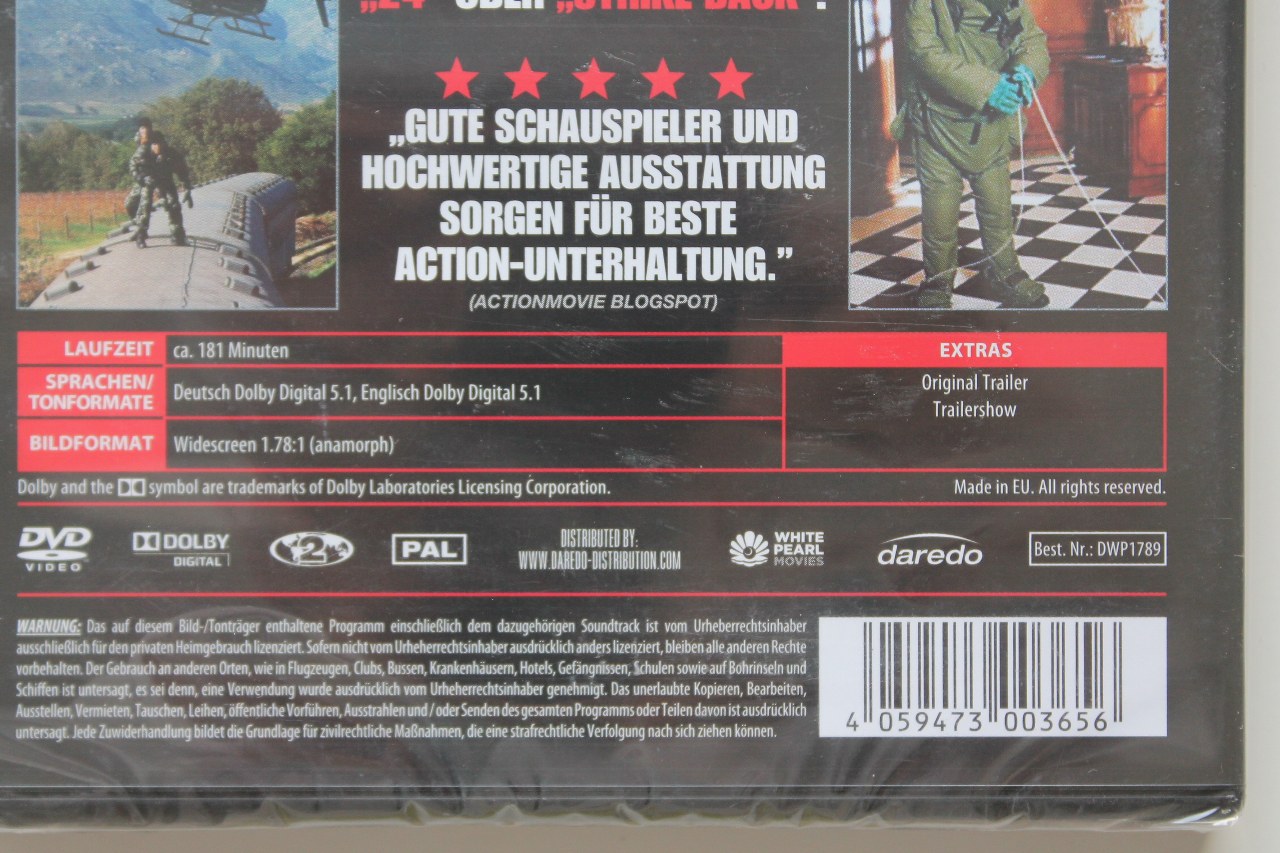 „24“ ODER „STRIKE BACK“.
„GUTE SCHAUSPIELER UND
HOCHWERTIGE AUSSTATTUNG
SORGEN FÜR BESTE
ACTION-UNTERHALTUNG.”
(ACTIONMOVIE BLOGSPOT)
LAUFZEIT ca. 181 Minuten
SPRACHEN/
TONFORMATE Deutsch Dolby Digital 5.1, Englisch Dolby Digital 5.1
BILDFORMAT Widescreen 1.78:1 (anamorph)
EXTRAS
Original Trailer
Trailershow
Dolby and the symbol are trademarks of Dolby Laboratories Licensing Corporation.
Made in EU. All rights reserved.
DVD
VIDEO
DOLBY
DIGITAL
2
PAL
DISTRIBUTED BY:
WWW.DAREDO-DISTRIBUTION.COM
WHITE
PEARL
MOVIES
daredo
Best. Nr.: DWP1789
WARNUNG: Das auf diesem Bild-/Tonträger enthaltene Programm einschließlich dem dazugehörigen Soundtrack ist vom Urheberrechtsinhaber
ausschließlich für den privaten Heimgebrauch lizenziert. Sofern nicht vom Urheberrechtsinhaber ausdrücklich anders lizenziert, bleiben alle anderen Rechte
vorbehalten. Der Gebrauch an anderen Orten, wie in Flugzeugen, Clubs, Bussen, Krankenhäusern, Hotels, Gefängnissen, Schulen sowie auf Bohrinseln und
Schiffen ist untersagt, es sei denn, eine Verwendung wurde ausdrücklich vom Urheberrechtsinhaber genehmigt. Das unerlaubte Kopieren, Bearbeiten,
Ausstellen, Vermieten, Tauschen, Leihen, öffentliche Vorführen, Ausstrahlen und / oder Senden des gesamten Programms oder Teilen davon ist ausdrücklich
untersagt. Jede Zuwiderhandlung bildet die Grundlage für zivilrechtliche Maßnahmen, die eine strafrechtliche Verfolgung nach sich ziehen können.
4 059473 003656